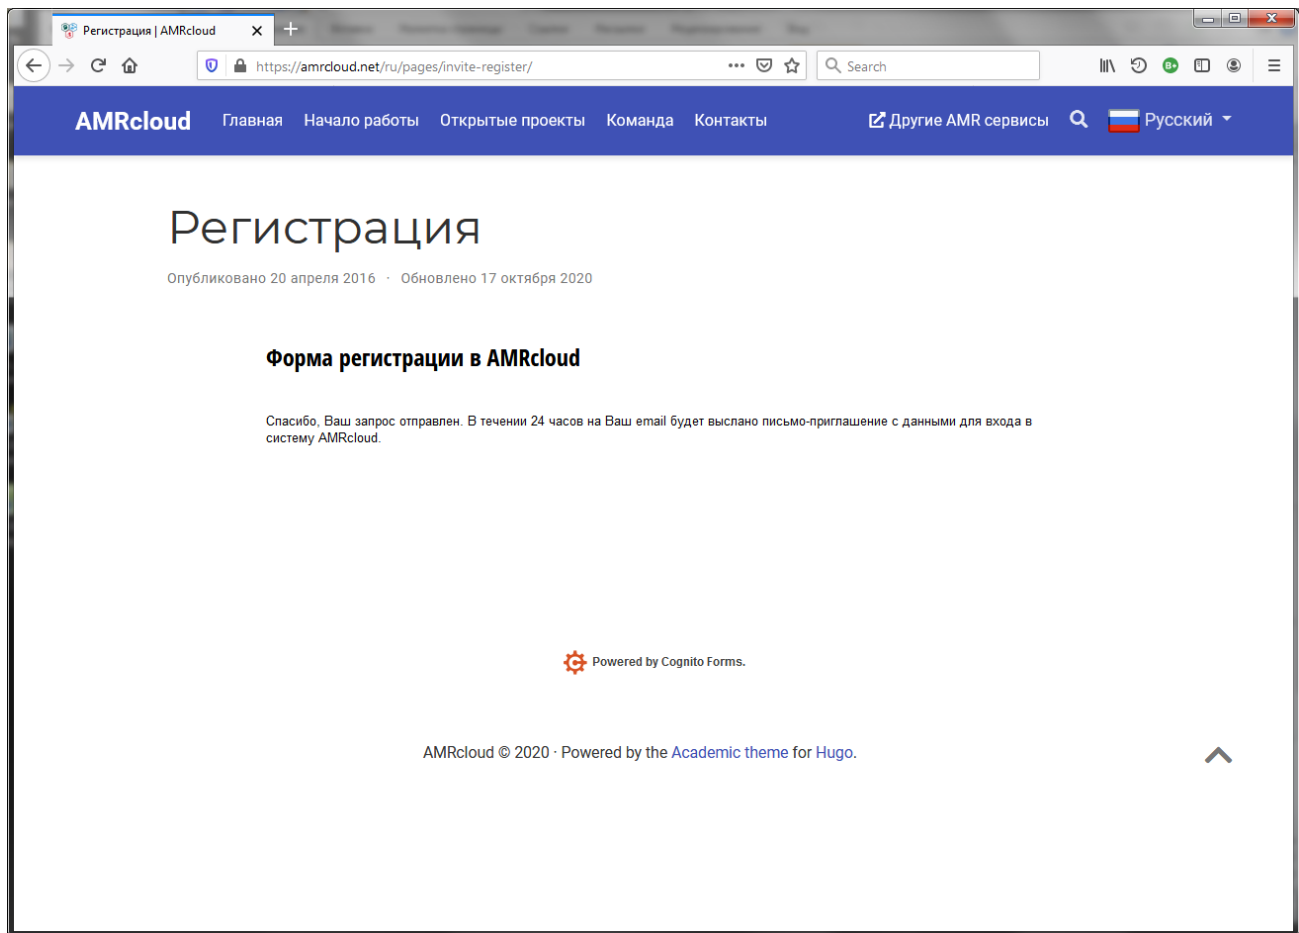 Регистрация | AMRcloud
https://amrcloud.net/ru/pages/invite-register/
Search
AMRcloud Главная Начало работы Открытые проекты Команда Контакты Другие AMR сервисы Русский
Регистрация
Опубликовано 20 апреля 2016 · Обновлено 17 октября 2020
Форма регистрации в AMRcloud
Спасибо, Ваш запрос отправлен. В течении 24 часов на Ваш email будет выслано письмо-приглашение с данными для входа в
систему AMRcloud.
Powered by Cognito Forms.
AMRcloud © 2020 · Powered by the Academic theme for Hugo.